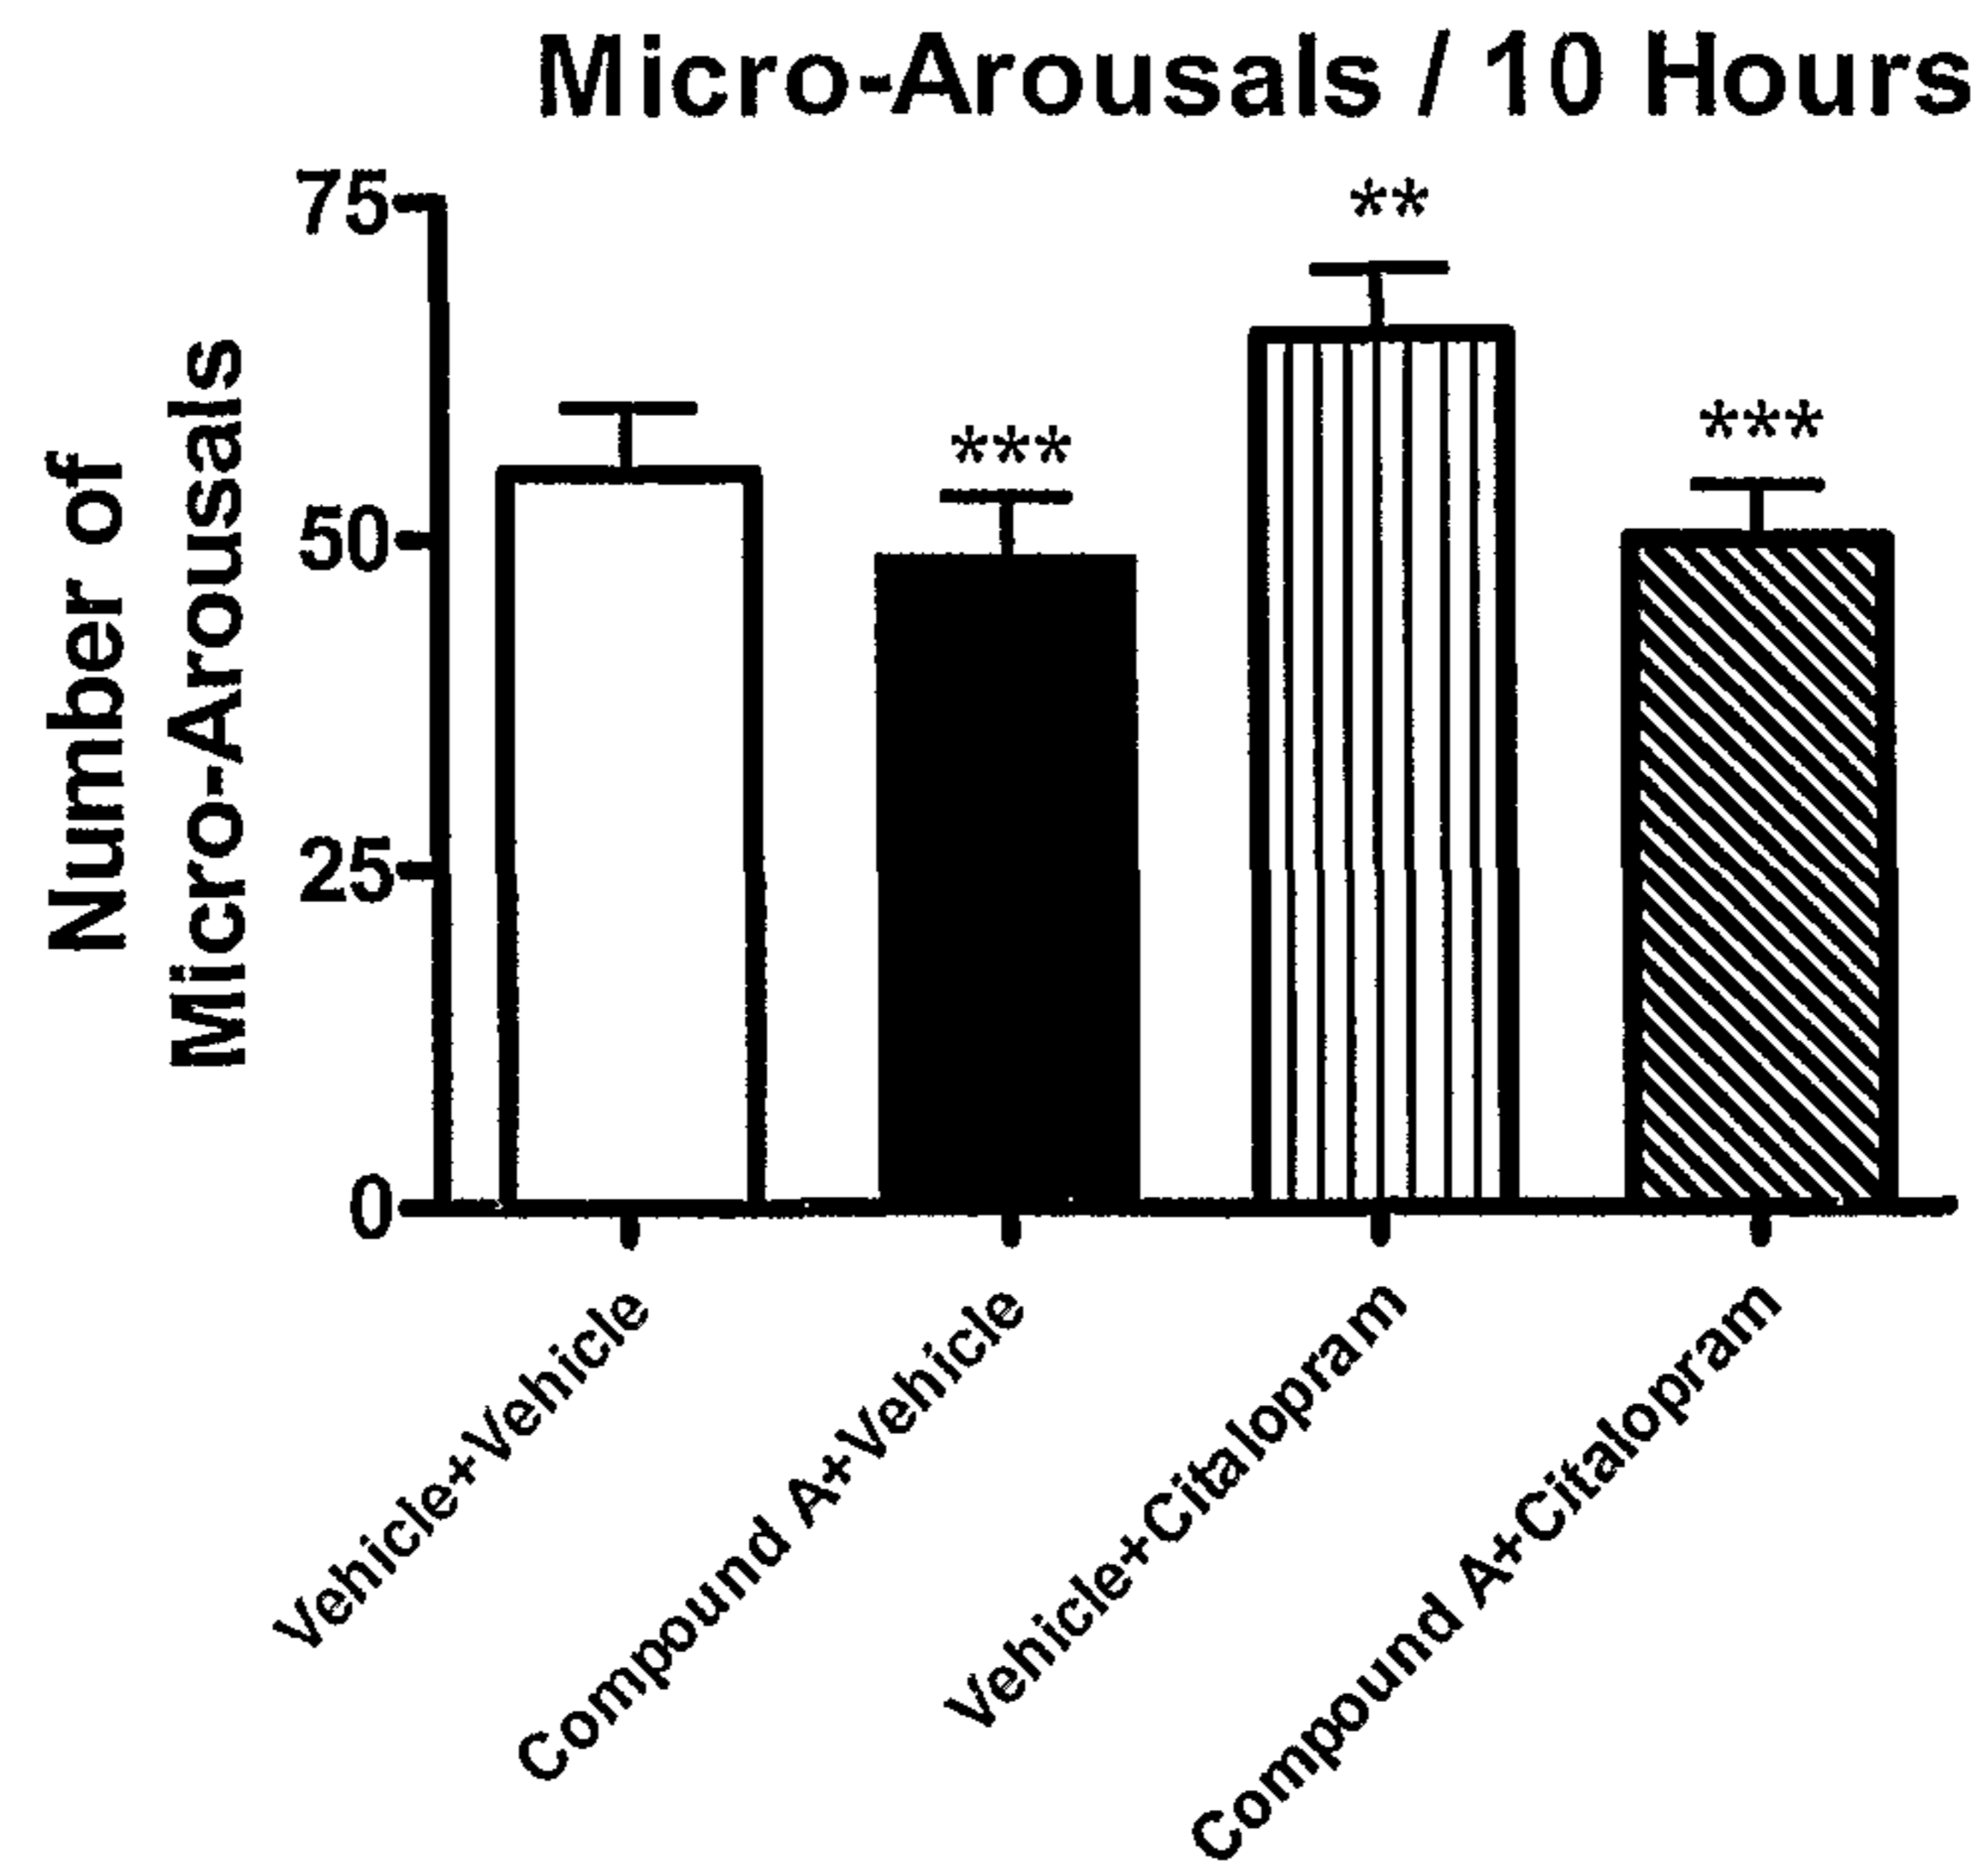 Micro-Arousals / 10 Hours
Number of
Micro-Arousals
75
50
25
0
**
***
***
Vehicle+Vehicle
Compound A+Vehicle
Vehicle+Citalopram
Compound A+Citalopram